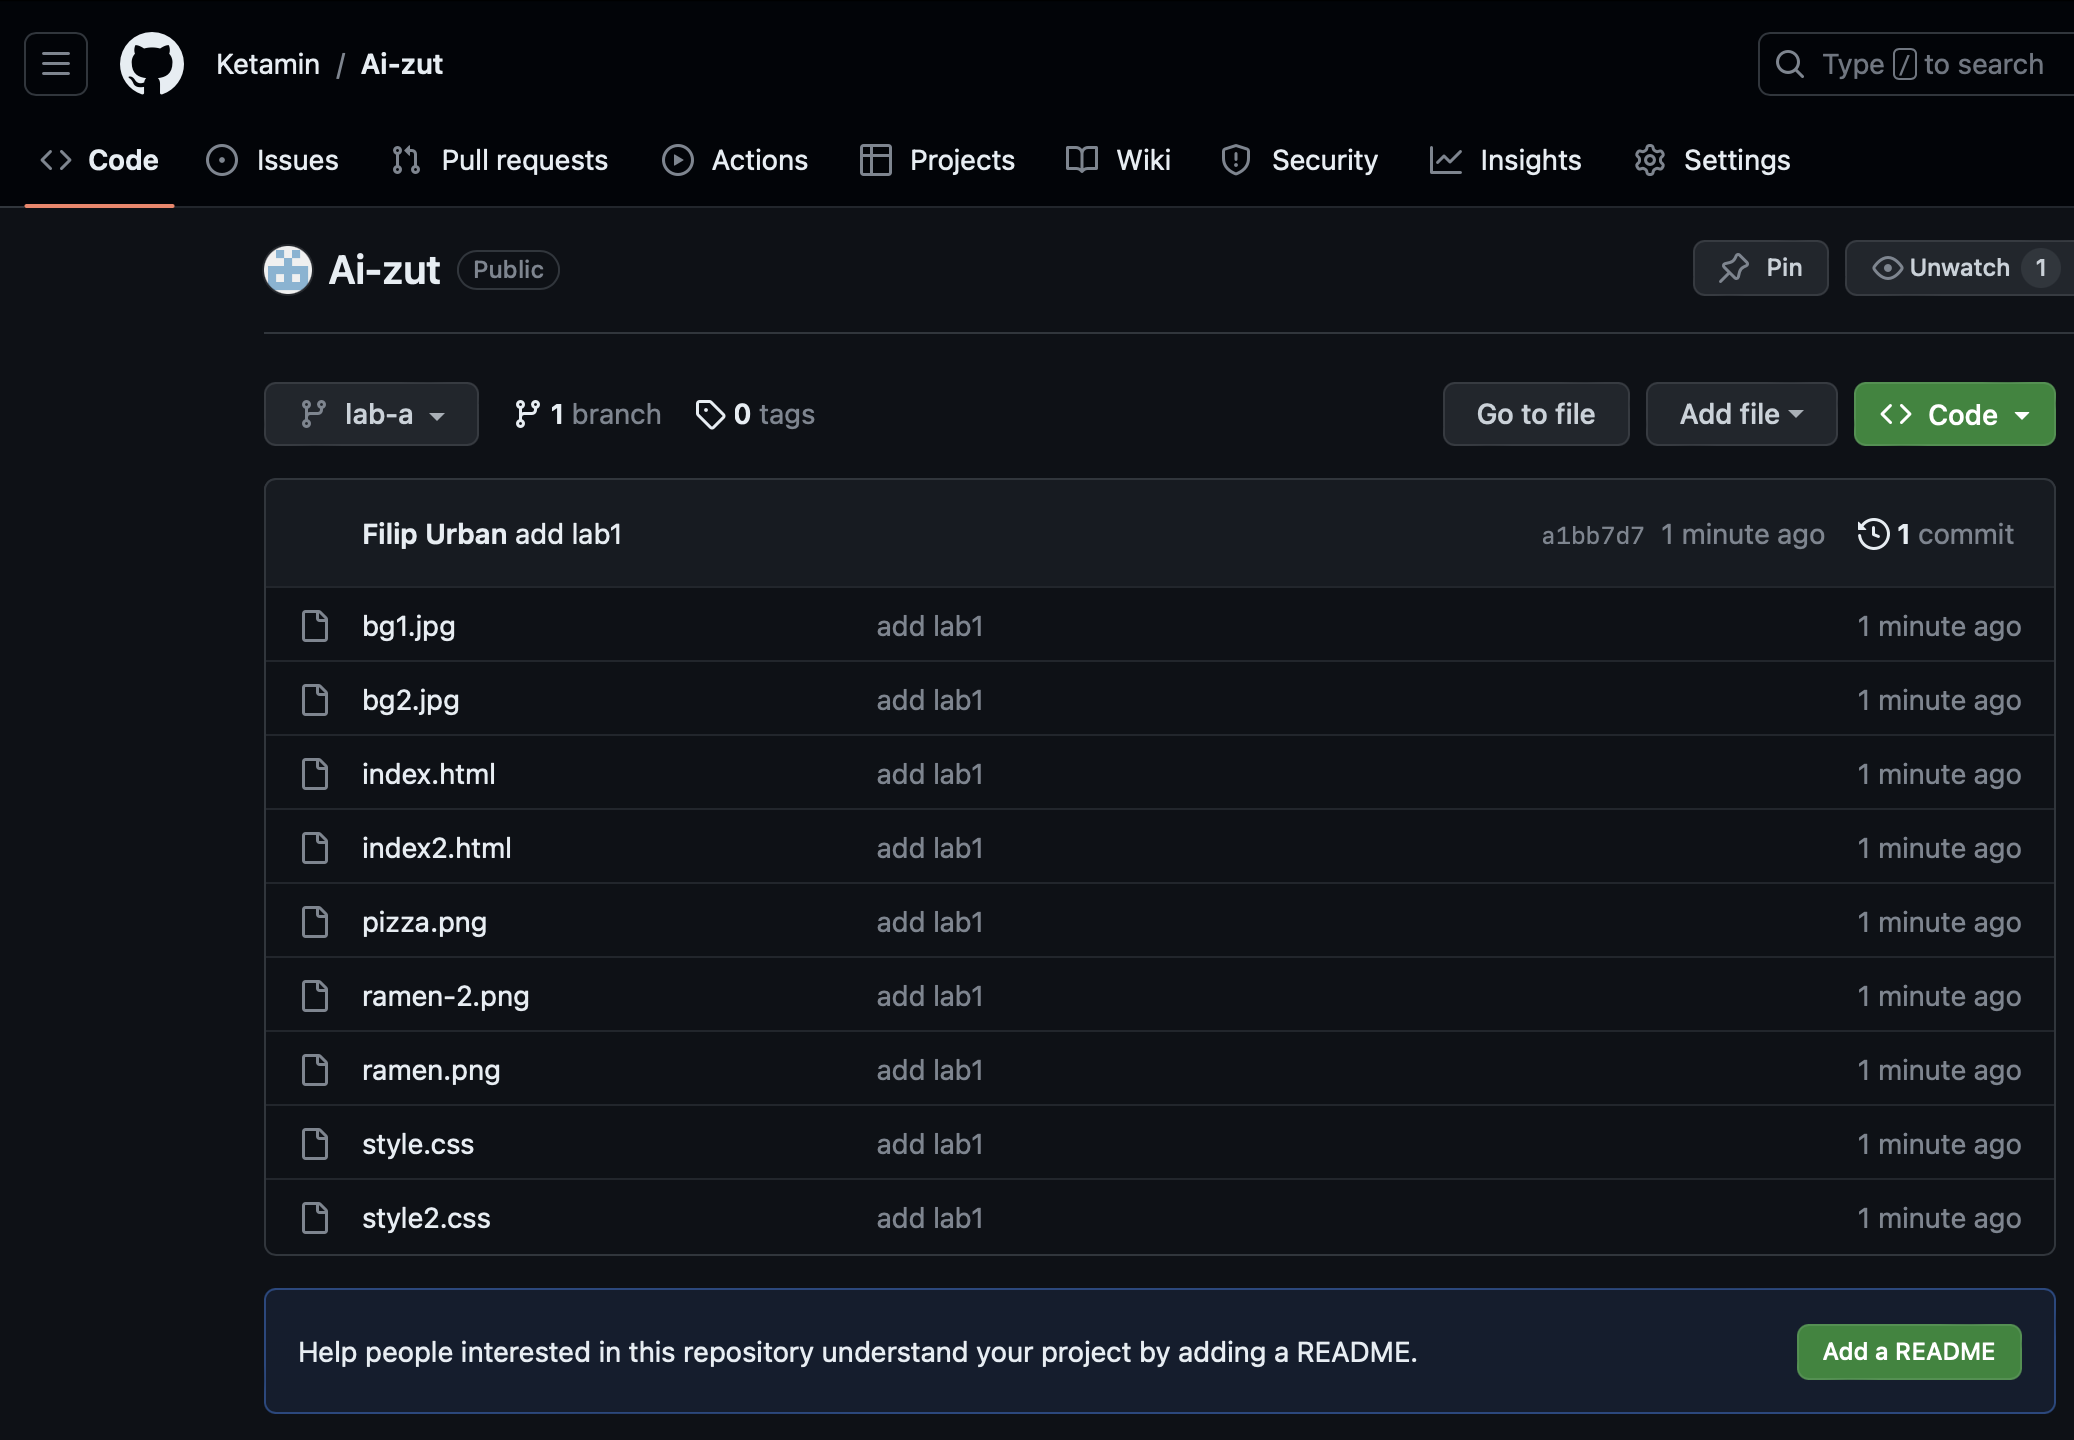 Ketamin / Ai-zut
Type / to search
Code Issues Pull requests Actions Projects Wiki Security Insights Settings
Ai-zut Public
Pin Unwatch 1
lab-a 1 branch 0 tags Go to file Add file Code
Filip Urban add lab1 a1bb7d7 1 minute ago 1 commit
bg1.jpg add lab1 1 minute ago
bg2.jpg add lab1 1 minute ago
index.html add lab1 1 minute ago
index2.html add lab1 1 minute ago
pizza.png add lab1 1 minute ago
ramen-2.png add lab1 1 minute ago
ramen.png add lab1 1 minute ago
style.css add lab1 1 minute ago
style2.css add lab1 1 minute ago
Help people interested in this repository understand your project by adding a README. Add a README